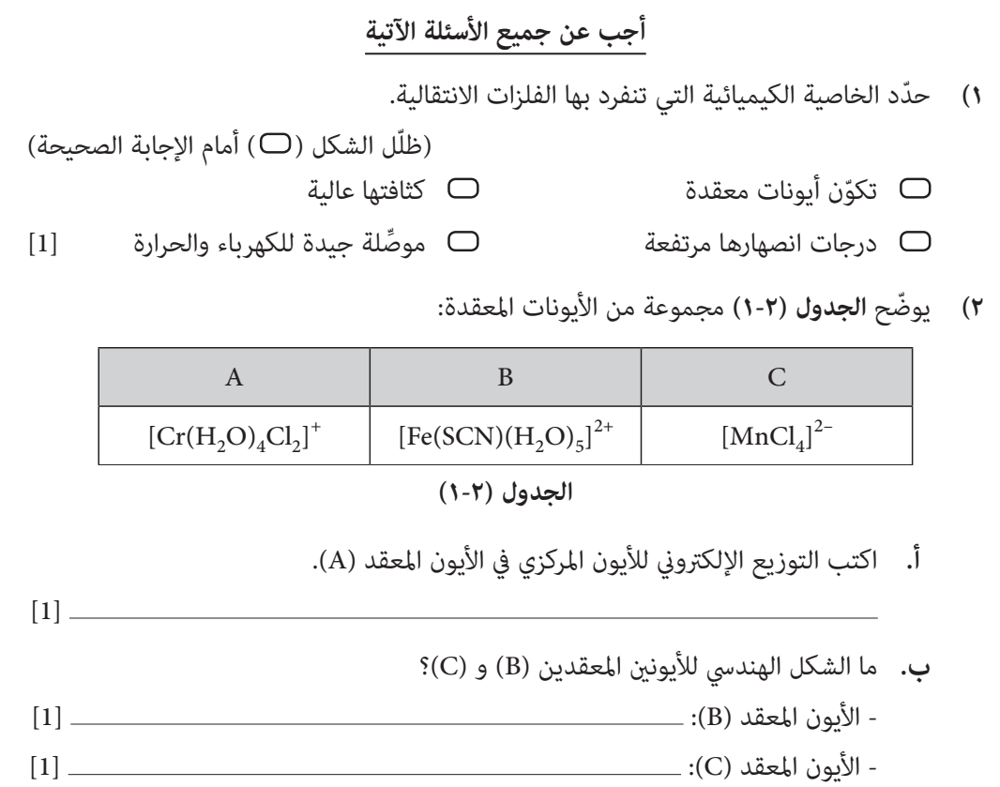 أجب عن جميع الأسئلة الآتية
١) حدّد الخاصية الكيميائية التي تنفرد بها الفلزات الانتقالية.
(ظلّل الشكل (⬭) أمام الإجابة الصحيحة)
⬭ تكوّن أيونات معقدة ⬭ كثافتها عالية
⬭ درجات انصهارها مرتفعة ⬭ موصِّلة جيدة للكهرباء والحرارة [1]
٢) يوضّح الجدول (٢-١) مجموعة من الأيونات المعقدة:
A B C
[Cr(H₂O)₄Cl₂]⁺ [Fe(SCN)(H₂O)₅]²⁺ [MnCl₄]²⁻
الجدول (٢-١)
أ. اكتب التوزيع الإلكتروني للأيون المركزي في الأيون المعقد (A).
[1]
ب. ما الشكل الهندسي للأيونين المعقدين (B) و (C)؟
- الأيون المعقد (B): [1]
- الأيون المعقد (C): [1]